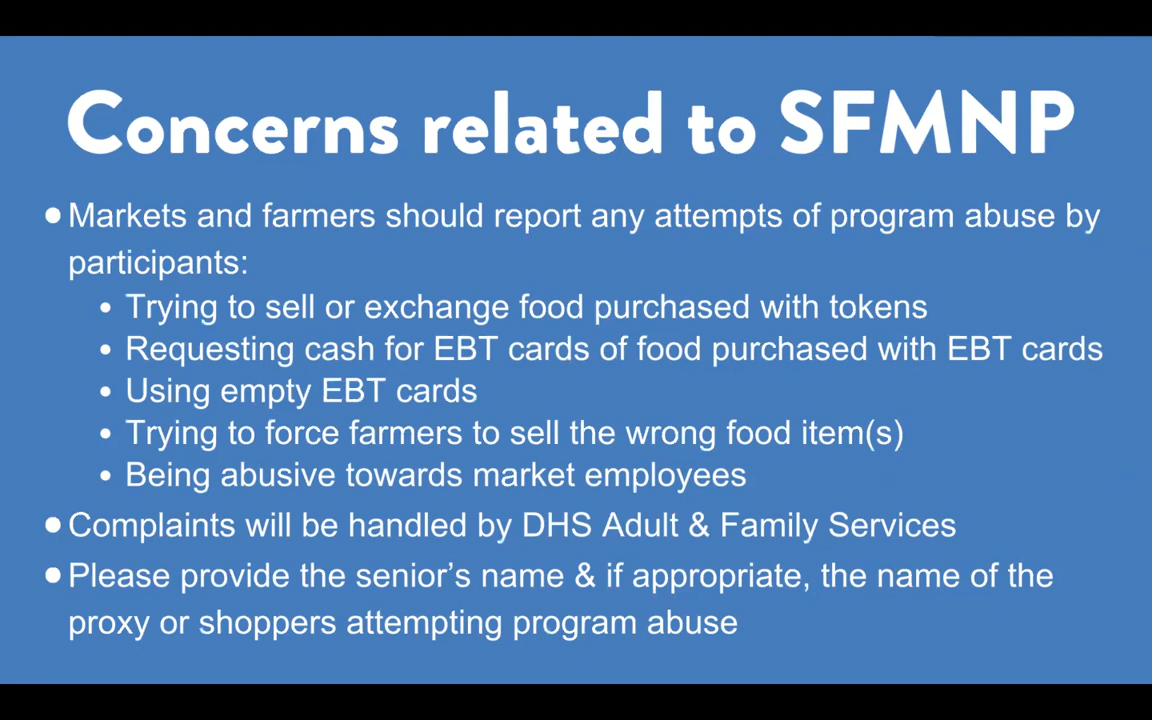 Concerns related to SFMNP
•Markets and farmers should report any attempts of program abuse by
participants:
• Trying to sell or exchange food purchased with tokens
• Requesting cash for EBT cards of food purchased with EBT cards
• Using empty EBT cards
• Trying to force farmers to sell the wrong food item(s)
• Being abusive towards market employees
•Complaints will be handled by DHS Adult & Family Services
•Please provide the senior’s name & if appropriate, the name of the
proxy or shoppers attempting program abuse